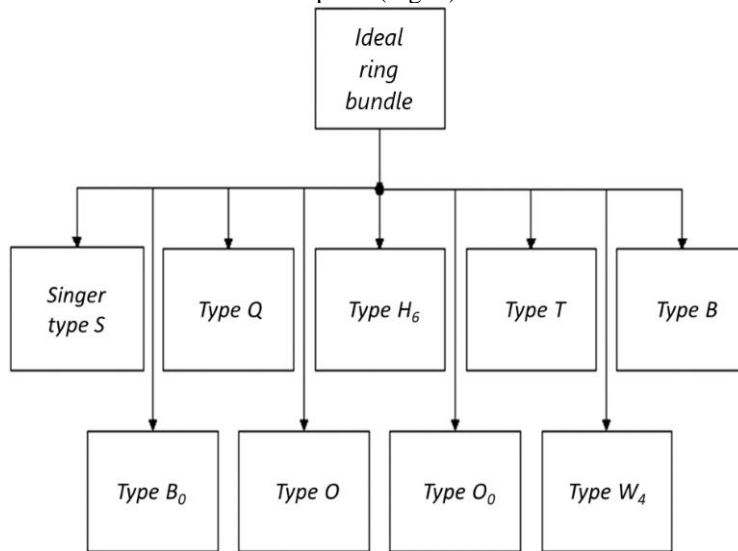 Ideal
ring
bundle
Singer
type S
Type Q
Type H₆
Type T
Type B
Type B₀
Type O
Type O₀
Type W₄